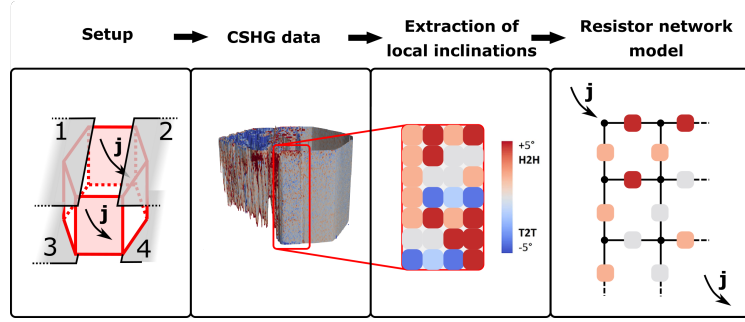 Setup
CSHG data
Extraction of
local inclinations
Resistor network
model
1
2
j
j
3
4
+5°
H2H
T2T
-5°
j
j